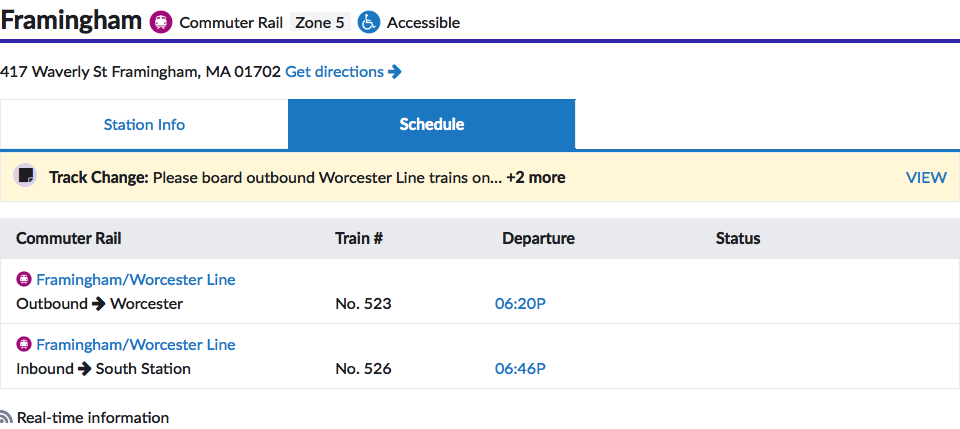 Framingham Commuter Rail Zone 5 Accessible
417 Waverly St Framingham, MA 01702 Get directions
Station Info Schedule
Track Change: Please board outbound Worcester Line trains on... +2 more VIEW
Commuter Rail Train # Departure Status
Framingham/Worcester Line
Outbound → Worcester No. 523 06:20P
Framingham/Worcester Line
Inbound → South Station No. 526 06:46P
Real-time information